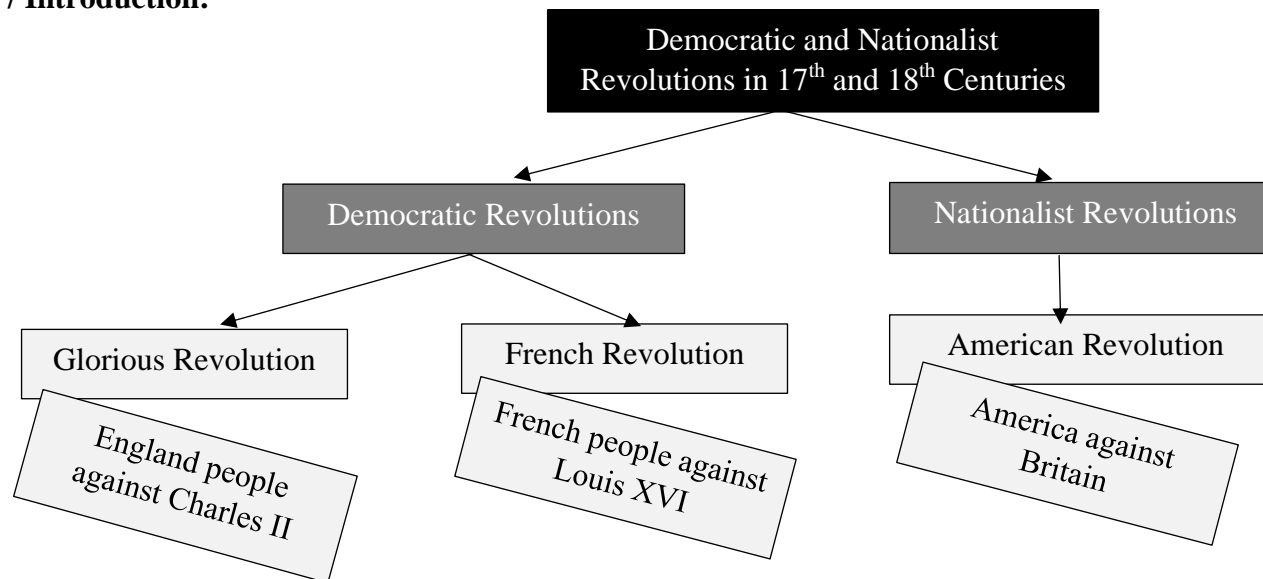 / Introduction:
Democratic and Nationalist
Revolutions in 17th and 18th Centuries
Democratic Revolutions
Nationalist Revolutions
Glorious Revolution
French Revolution
American Revolution
England people
against Charles II
French people against
Louis XVI
America against
Britain